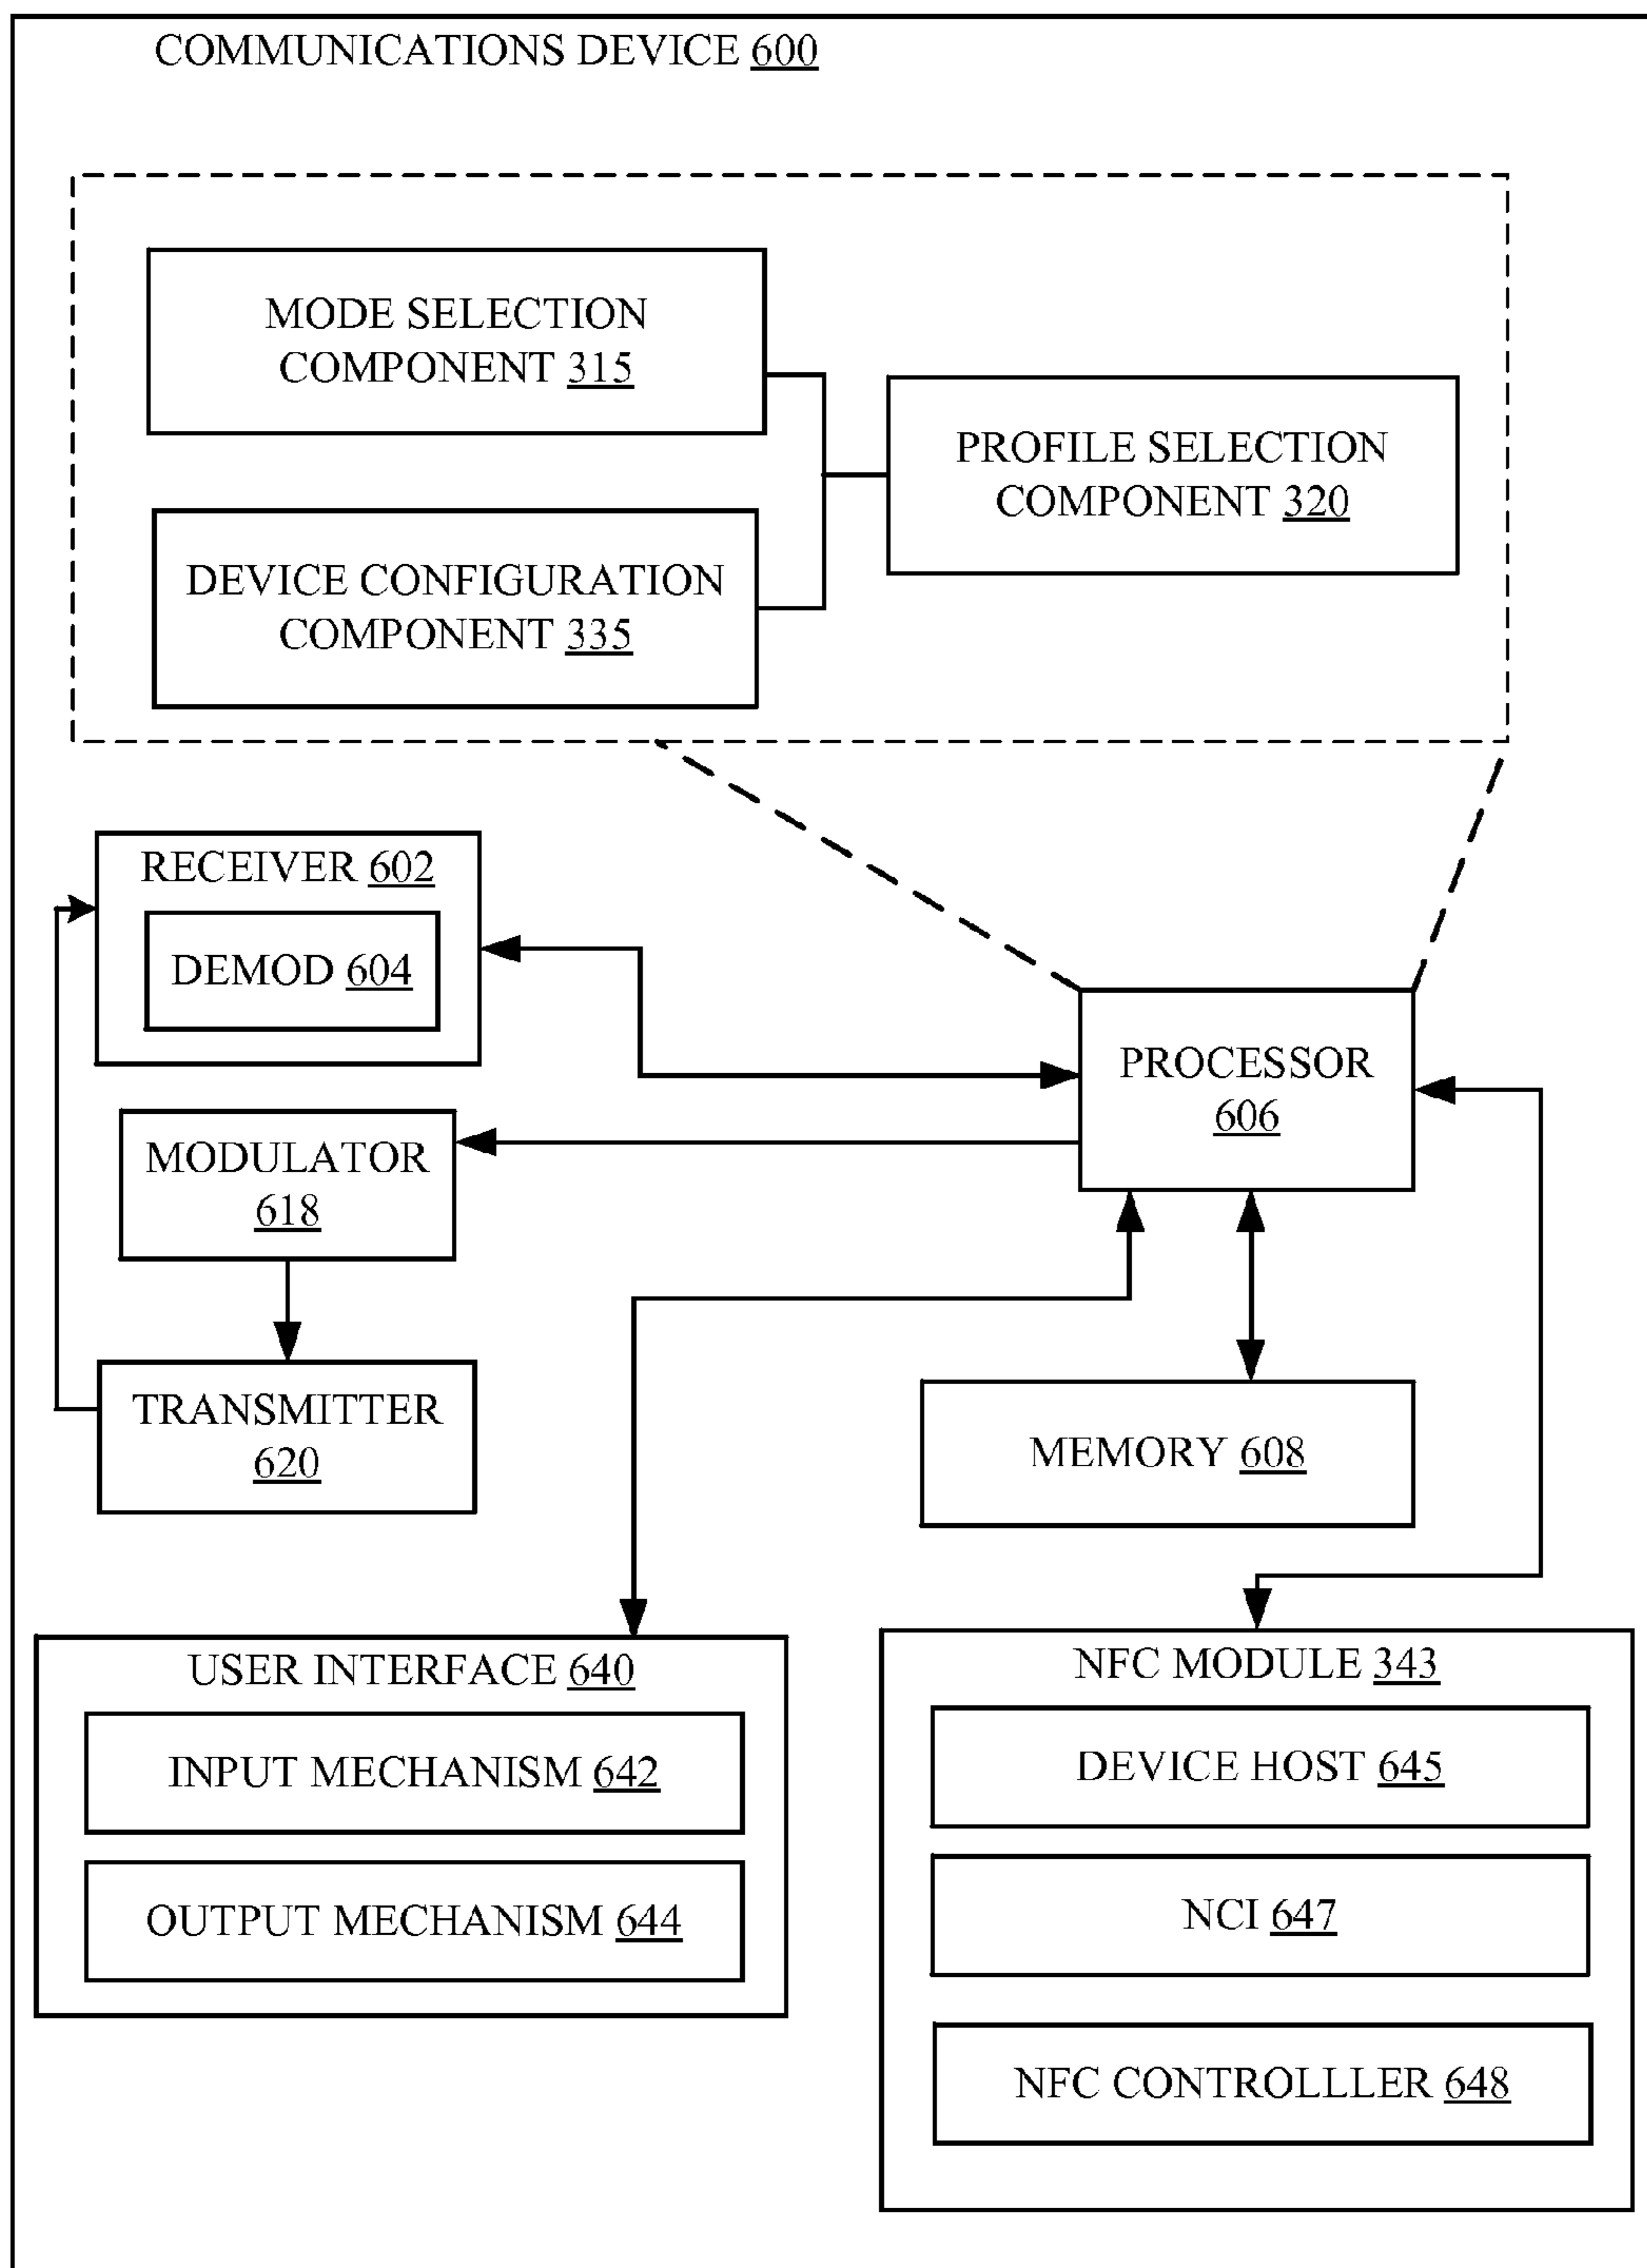 COMMUNICATIONS DEVICE 600
MODE SELECTION
COMPONENT 315
PROFILE SELECTION
COMPONENT 320
DEVICE CONFIGURATION
COMPONENT 335
RECEIVER 602
DEMOD 604
PROCESSOR
606
MODULATOR
618
TRANSMITTER
620
MEMORY 608
USER INTERFACE 640
INPUT MECHANISM 642
OUTPUT MECHANISM 644
NFC MODULE 343
DEVICE HOST 645
NCI 647
NFC CONTROLLLER 648